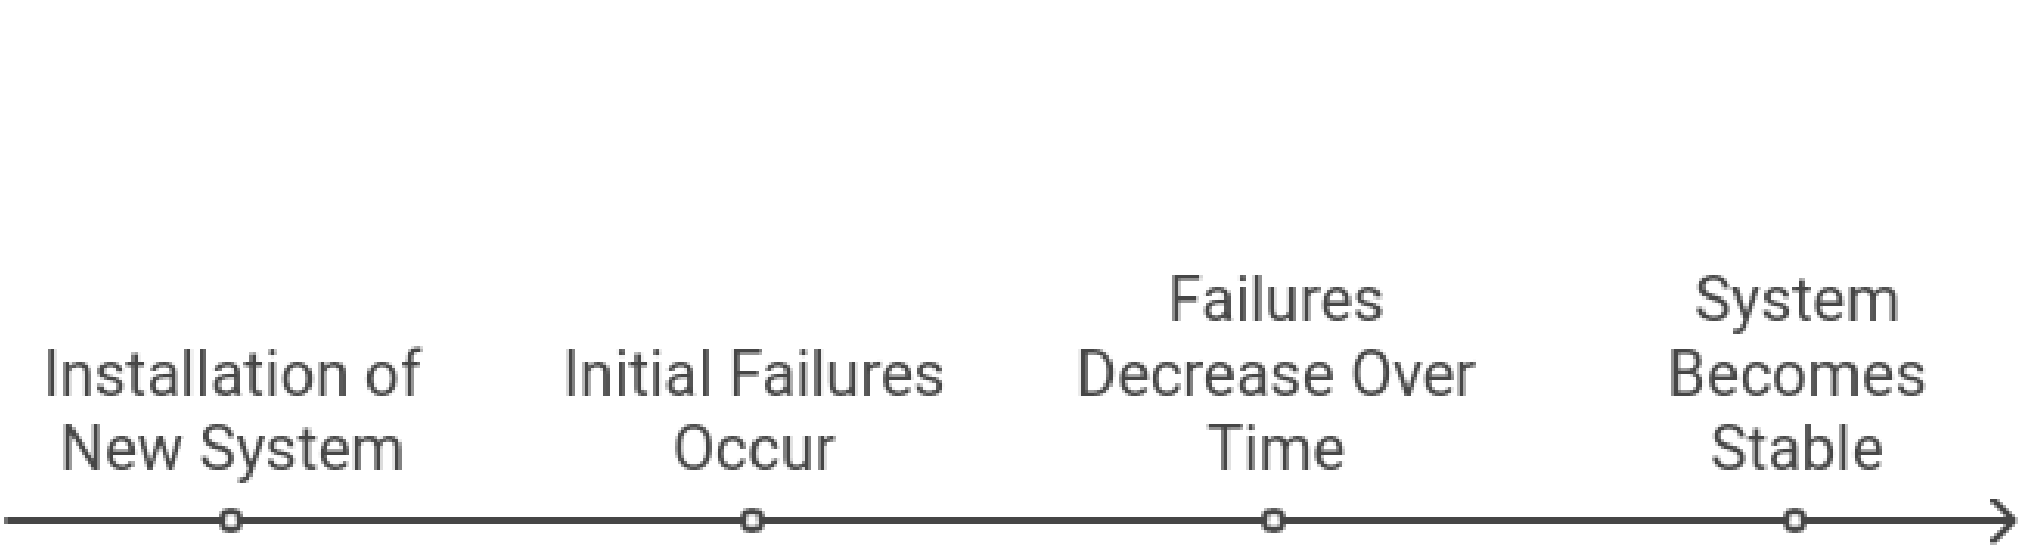 Installation of
New System
Initial Failures
Occur
Failures
Decrease Over
Time
System
Becomes
Stable